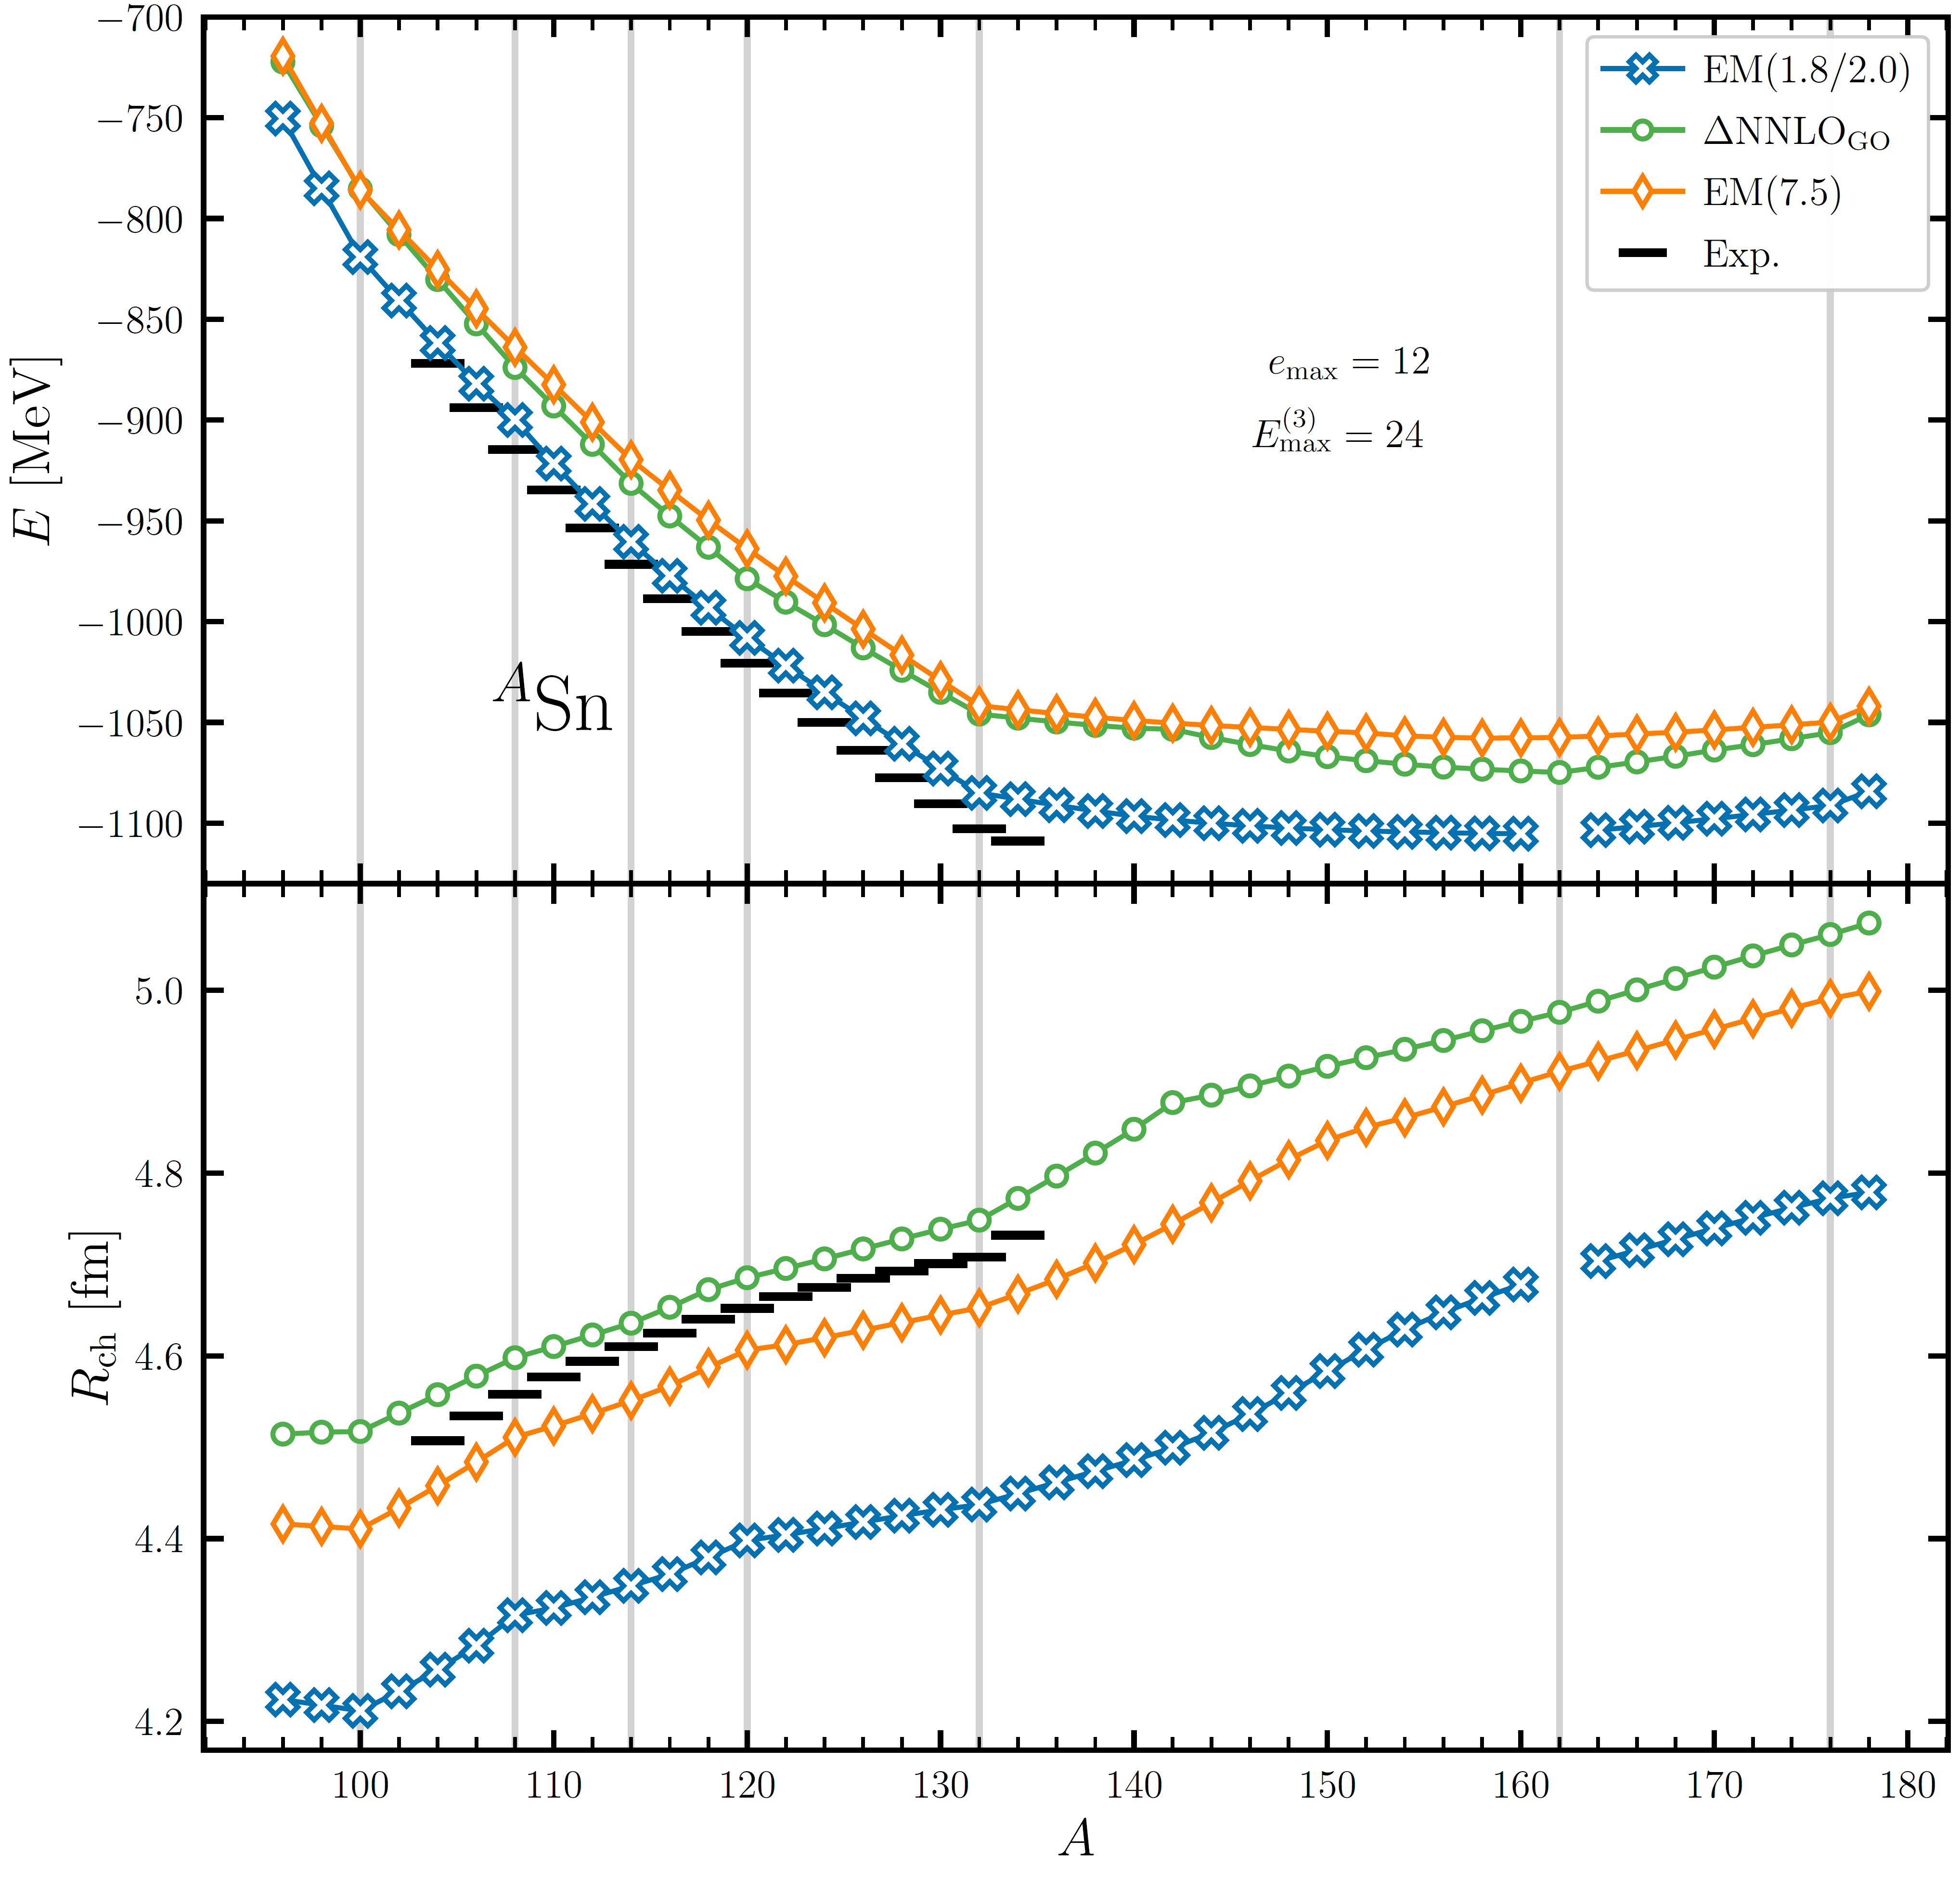 −700
−750
−800
−850
−900
−950
−1000
−1050
−1100
E [MeV]
EM(1.8/2.0)
ΔNNLO_GO
EM(7.5)
Exp.
e_max = 12
E_max^(3) = 24
^A Sn
5.0
4.8
4.6
4.4
4.2
R_ch [fm]
100 110 120 130 140 150 160 170 180
A